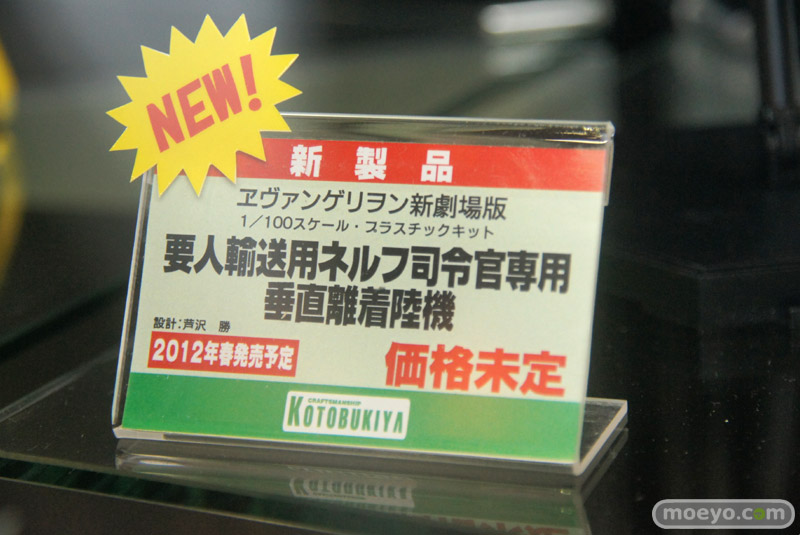 NEW!
新製品
ヱヴァンゲリヲン新劇場版
1/100スケール・プラスチックキット
要人輸送用ネルフ司令官専用
垂直離着陸機
設計:芦沢 勝
2012年春発売予定
価格未定
CRAFTSMANSHIP
KOTOBUKIYA
moeyo.com